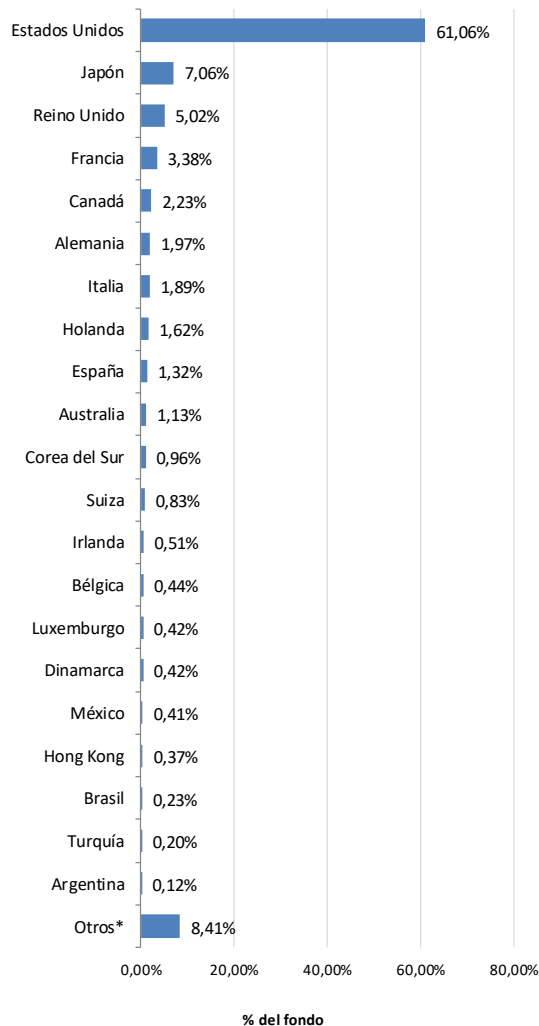 Estados Unidos 61,06%
Japón 7,06%
Reino Unido 5,02%
Francia 3,38%
Canadá 2,23%
Alemania 1,97%
Italia 1,89%
Holanda 1,62%
España 1,32%
Australia 1,13%
Corea del Sur 0,96%
Suiza 0,83%
Irlanda 0,51%
Bélgica 0,44%
Luxemburgo 0,42%
Dinamarca 0,42%
México 0,41%
Hong Kong 0,37%
Brasil 0,23%
Turquía 0,20%
Argentina 0,12%
Otros* 8,41%
0,00% 20,00% 40,00% 60,00% 80,00%
% del fondo